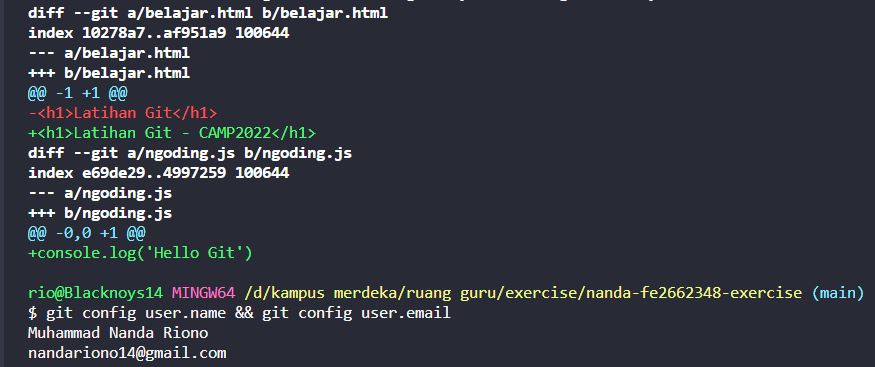 diff --git a/belajar.html b/belajar.html
index 10278a7..af951a9 100644
--- a/belajar.html
+++ b/belajar.html
@@ -1 +1 @@
-<h1>Latihan Git</h1>
+<h1>Latihan Git - CAMP2022</h1>
diff --git a/ngoding.js b/ngoding.js
index e69de29..4997259 100644
--- a/ngoding.js
+++ b/ngoding.js
@@ -0,0 +1 @@
+console.log('Hello Git')
rio@Blacknoys14 MINGW64 /d/kampus merdeka/ruang guru/exercise/nanda-fe2662348-exercise (main)
$ git config user.name && git config user.email
Muhammad Nanda Riono
nandariono14@gmail.com